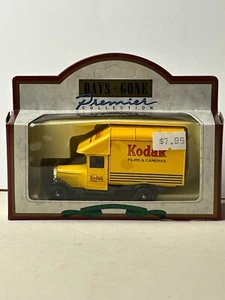 DAYS-GONE
Premier
COLLECTION
$7.95
Kodak
FILMS & CAMERAS
Kodak